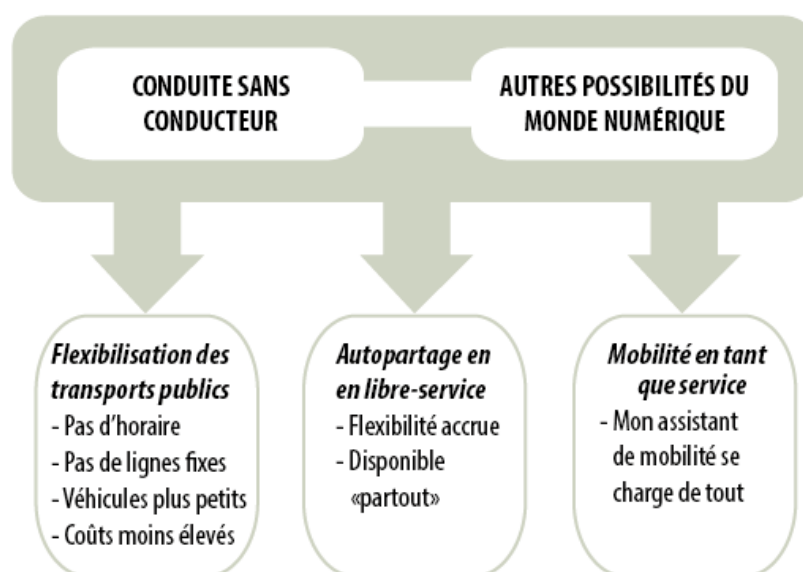 CONDUITE SANS
CONDUCTEUR
AUTRES POSSIBILITÉS DU
MONDE NUMÉRIQUE
Flexibilisation des
transports publics
- Pas d’horaire
- Pas de lignes fixes
- Véhicules plus petits
- Coûts moins élevés
Autopartage en
en libre-service
- Flexibilité accrue
- Disponible
«partout»
Mobilité en tant
que service
- Mon assistant
de mobilité se
charge de tout